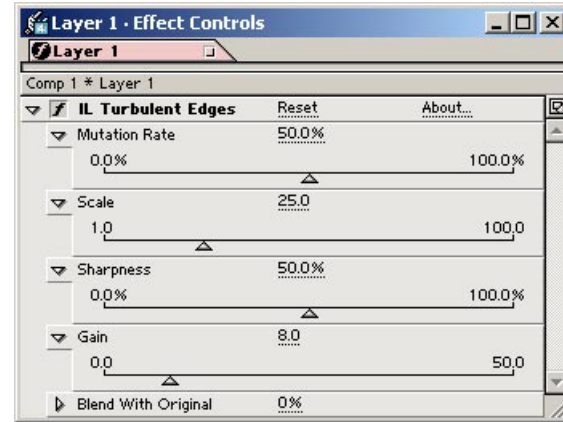 Layer 1 · Effect Controls
Layer 1
Comp 1 * Layer 1
IL Turbulent Edges Reset About...
Mutation Rate 50.0%
0.0% 100.0%
Scale 25.0
1.0 100.0
Sharpness 50.0%
0.0% 100.0%
Gain 8.0
0.0 50.0
Blend With Original 0%